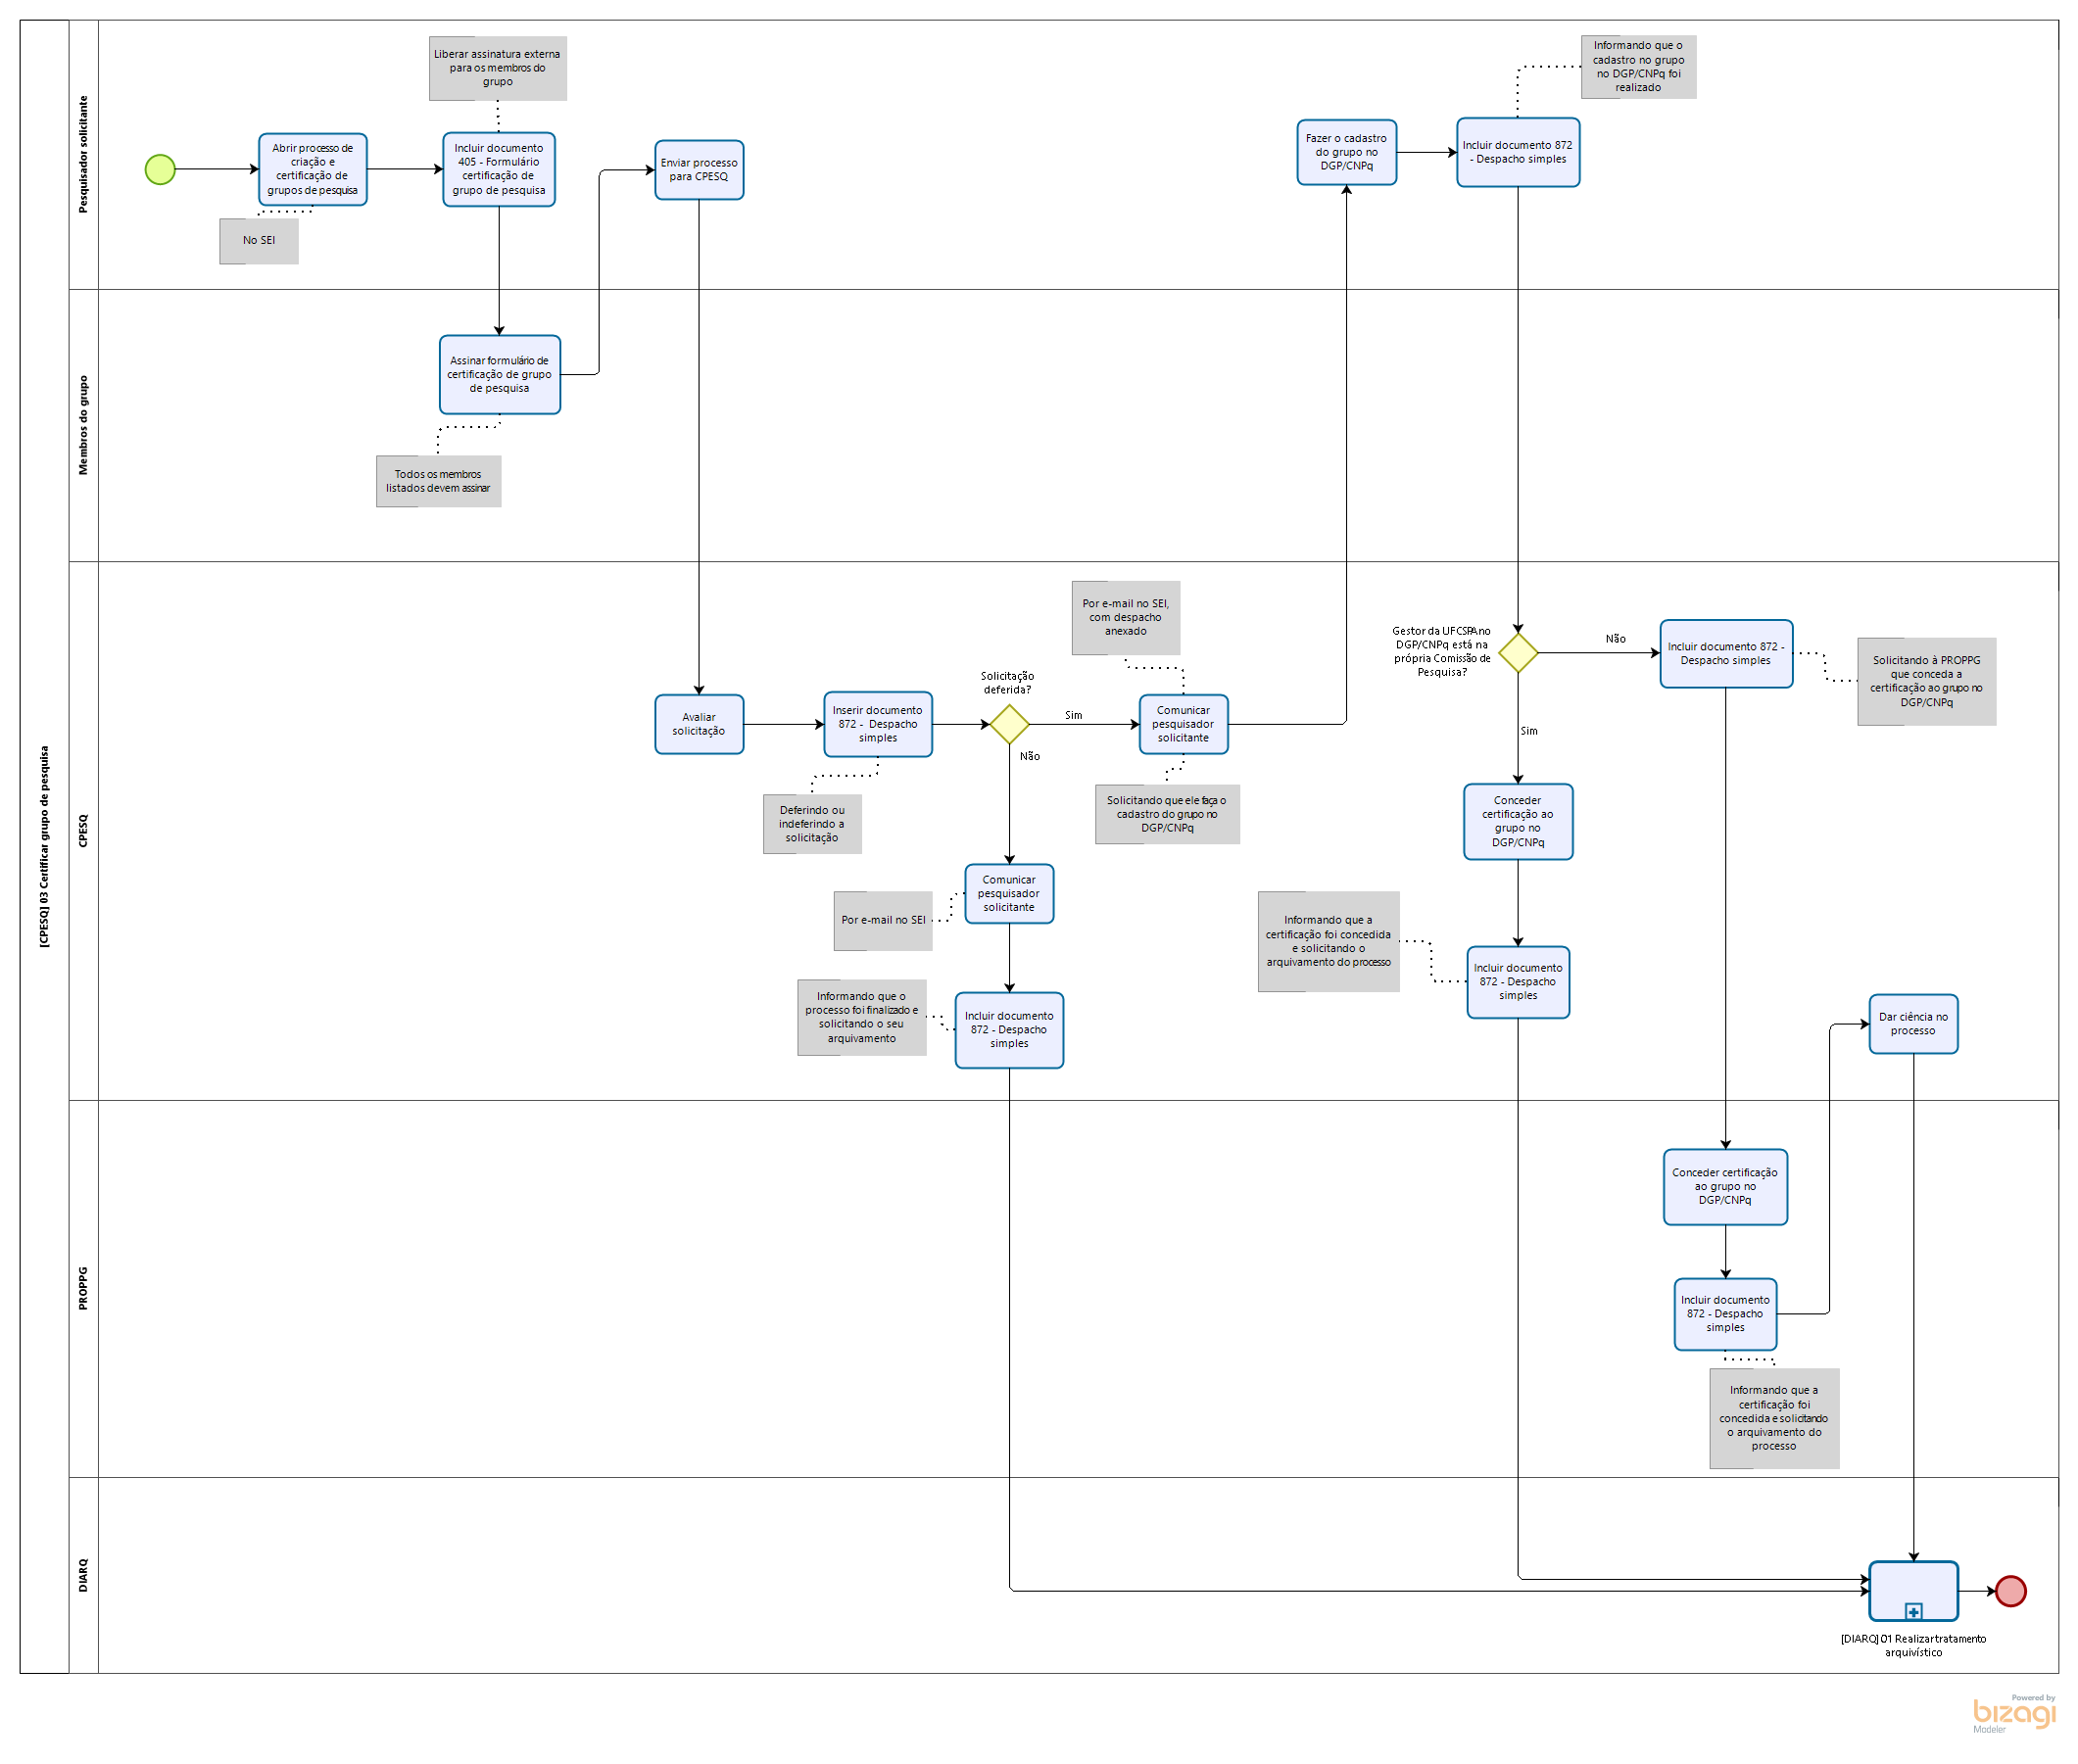 [CPESQ] 03 Certificar grupo de pesquisa
Pesquisador solicitante
Liberar assinatura externa
para os membros do
grupo
Abrir processo de
criação e
certificação de
grupos de pesquisa
No SEI
Incluir documento
405 - Formulário
certificação de
grupo de pesquisa
Enviar processo
para CPESQ
Fazer o cadastro
do grupo no
DGP/CNPq
Incluir documento 872
- Despacho simples
Informando que o
cadastro no grupo
no DGP/CNPq foi
realizado
Membros do grupo
Assinar formulário de
certificação de grupo
de pesquisa
Todos os membros
listados devem assinar
CPESQ
Avaliar
solicitação
Inserir documento
872 - Despacho
simples
Deferindo ou
indeferindo a
solicitação
Solicitação
deferida?
Sim
Não
Por e-mail no SEI,
com despacho
anexado
Comunicar
pesquisador
solicitante
Solicitando que ele faça o
cadastro do grupo no
DGP/CNPq
Comunicar
pesquisador
solicitante
Por e-mail no SEI
Informando que o
processo foi finalizado e
solicitando o seu
arquivamento
Incluir documento
872 - Despacho
simples
Gestor da UFCSPA no
DGP/CNPq está na
própria Comissão de
Pesquisa?
Não
Sim
Incluir documento 872 -
Despacho simples
Solicitando à PROPPG
que conceda a
certificação ao grupo no
DGP/CNPq
Conceder
certificação ao
grupo no
DGP/CNPq
Informando que a
certificação foi concedida
e solicitando o
arquivamento do processo
Incluir documento
872 - Despacho
simples
Dar ciência no
processo
PROPPG
Conceder certificação
ao grupo no
DGP/CNPq
Incluir documento
872 - Despacho
simples
Informando que a
certificação foi
concedida e solicitando
o arquivamento do
processo
DIARQ
[DIARQ] 01 Realizar tratamento
arquivístico
Powered by
bizagi
Modeler